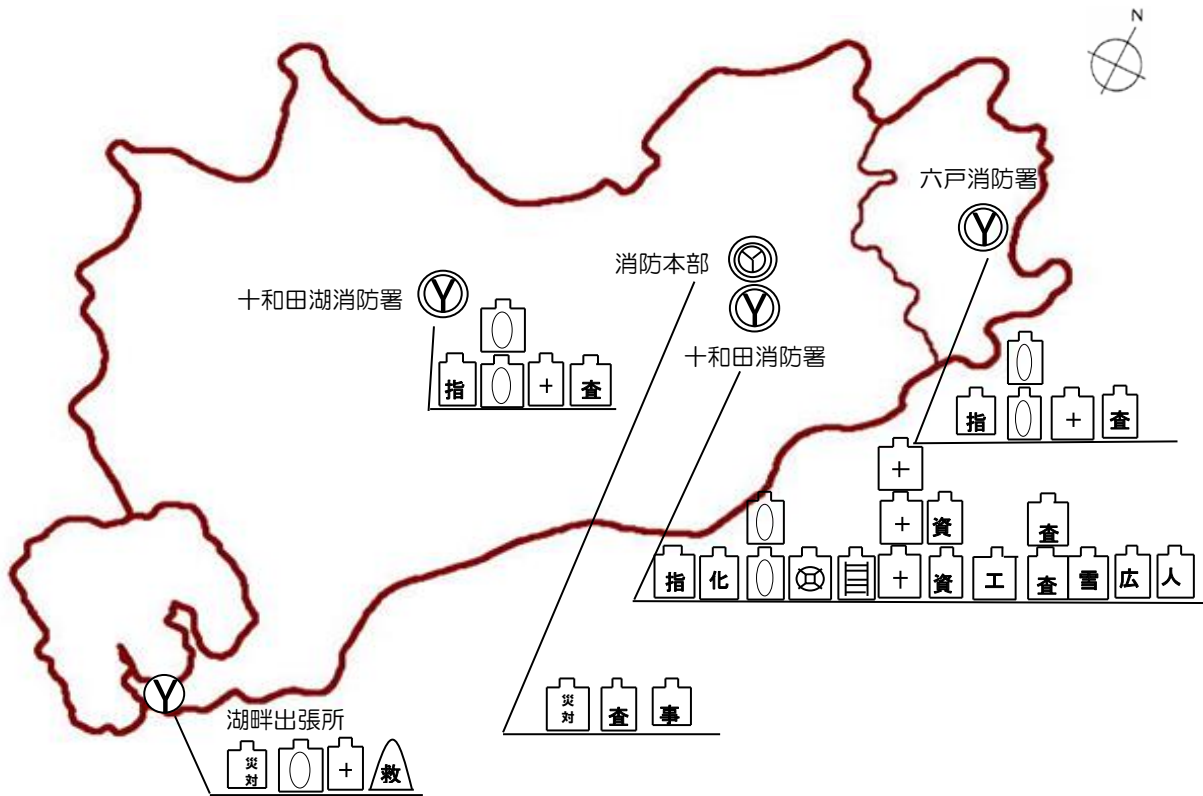 N
六戸消防署
消防本部
十和田湖消防署
十和田消防署
指 + 査
指 + 査
+
+ 資 査
指 化 + 資 工 査 雪 広 人
災対 査 事
湖畔出張所
災対 + 救